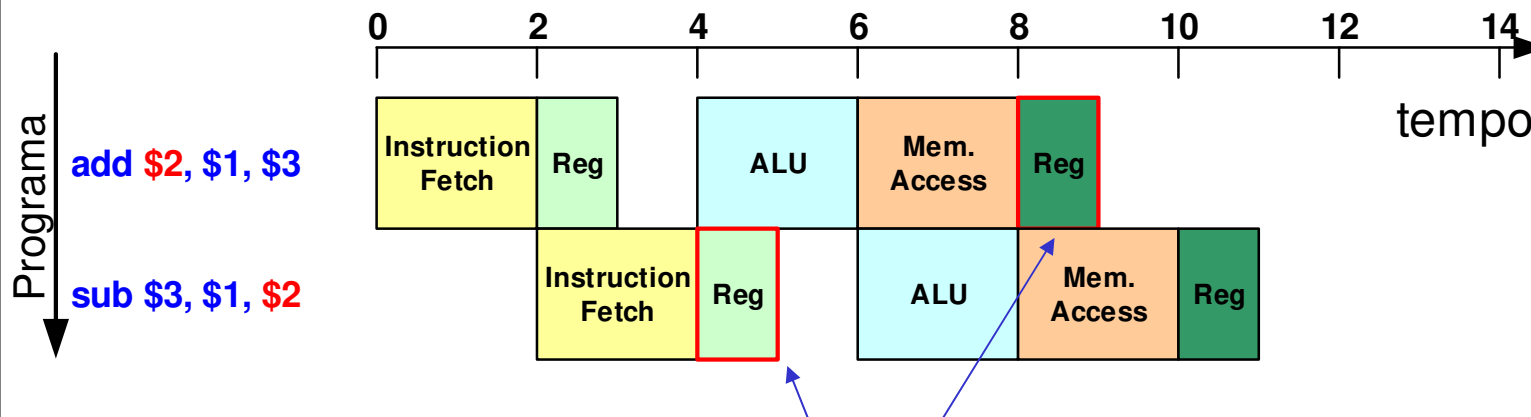 0 2 4 6 8 10 12 14
tempo
Programa
add $2, $1, $3
Instruction
Fetch
Reg
ALU
Mem.
Access
Reg
sub $3, $1, $2
Instruction
Fetch
Reg
ALU
Mem.
Access
Reg